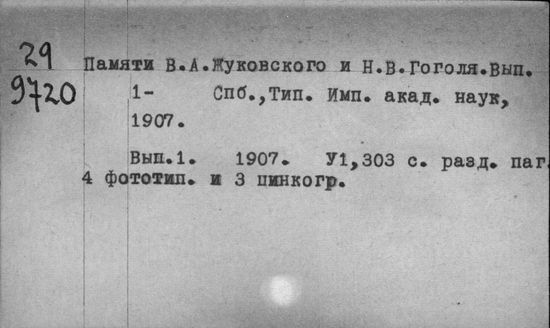 29
9720
Памяти В.А.Жуковского и Н.В.Гоголя.Вып.
1- Спб.,Тип. Имп. акад. наук,
1907.
Вып.1. 1907. У1,303 с. разд. паг.
4 фототип. и 3 цинкогр.